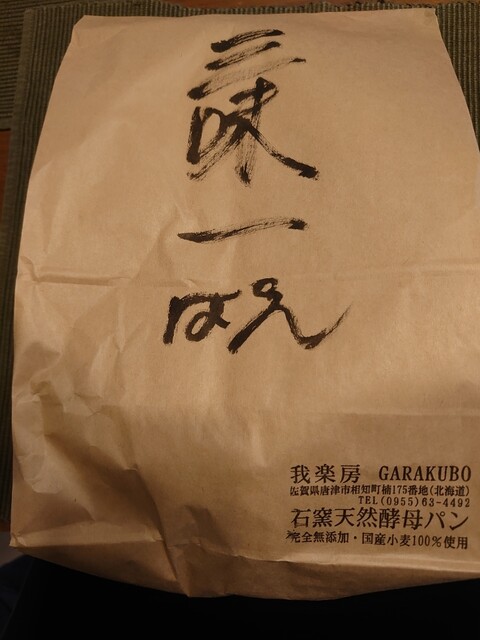 三味一ぱん
我楽房 GARAKUBO
佐賀県唐津市相知町楠175番地(北海道)
TEL(0955)63-4492
石窯天然酵母パン
完全無添加・国産小麦100%使用